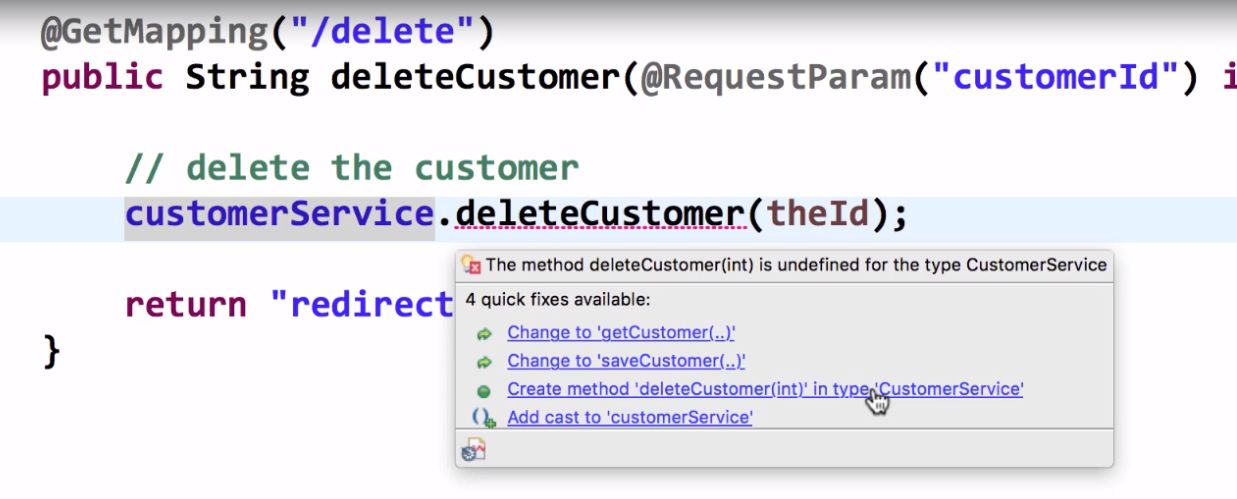 @GetMapping("/delete")
public String deleteCustomer(@RequestParam("customerId")
// delete the customer
customerService.deleteCustomer(theId);
The method deleteCustomer(int) is undefined for the type CustomerService
4 quick fixes available:
return "redirect
Change to 'getCustomer(..)'
}
Change to 'saveCustomer(..)'
Create method 'deleteCustomer(int)' in type 'CustomerService'
Add cast to 'customerService'